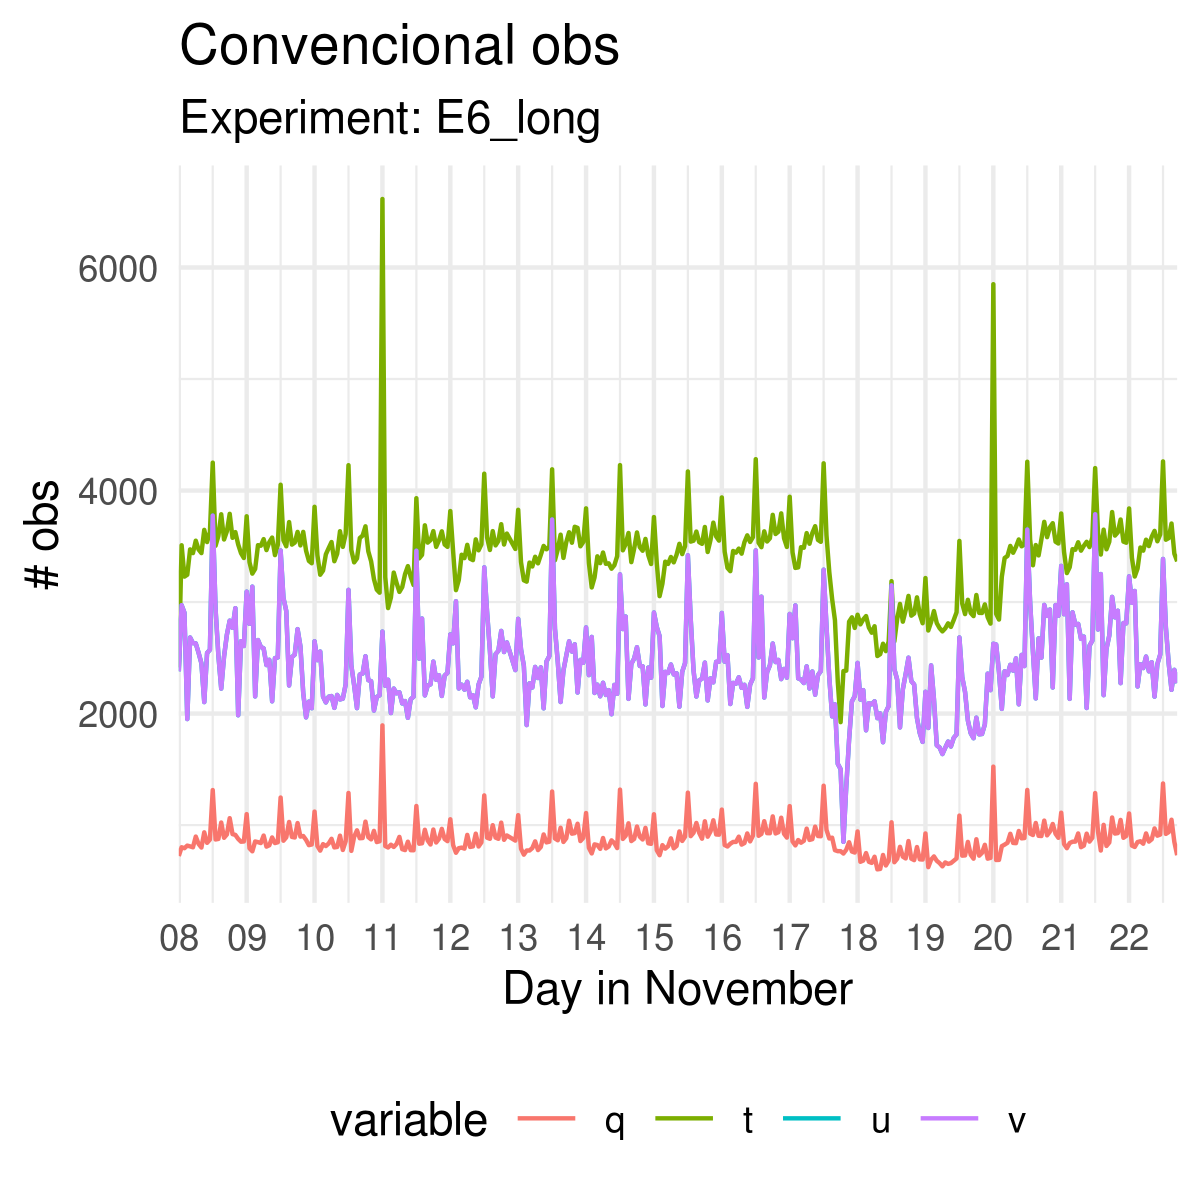 Convencional obs
Experiment: E6_long
6000
4000
2000
# obs
08 09 10 11 12 13 14 15 16 17 18 19 20 21 22
Day in November
variable q t u v